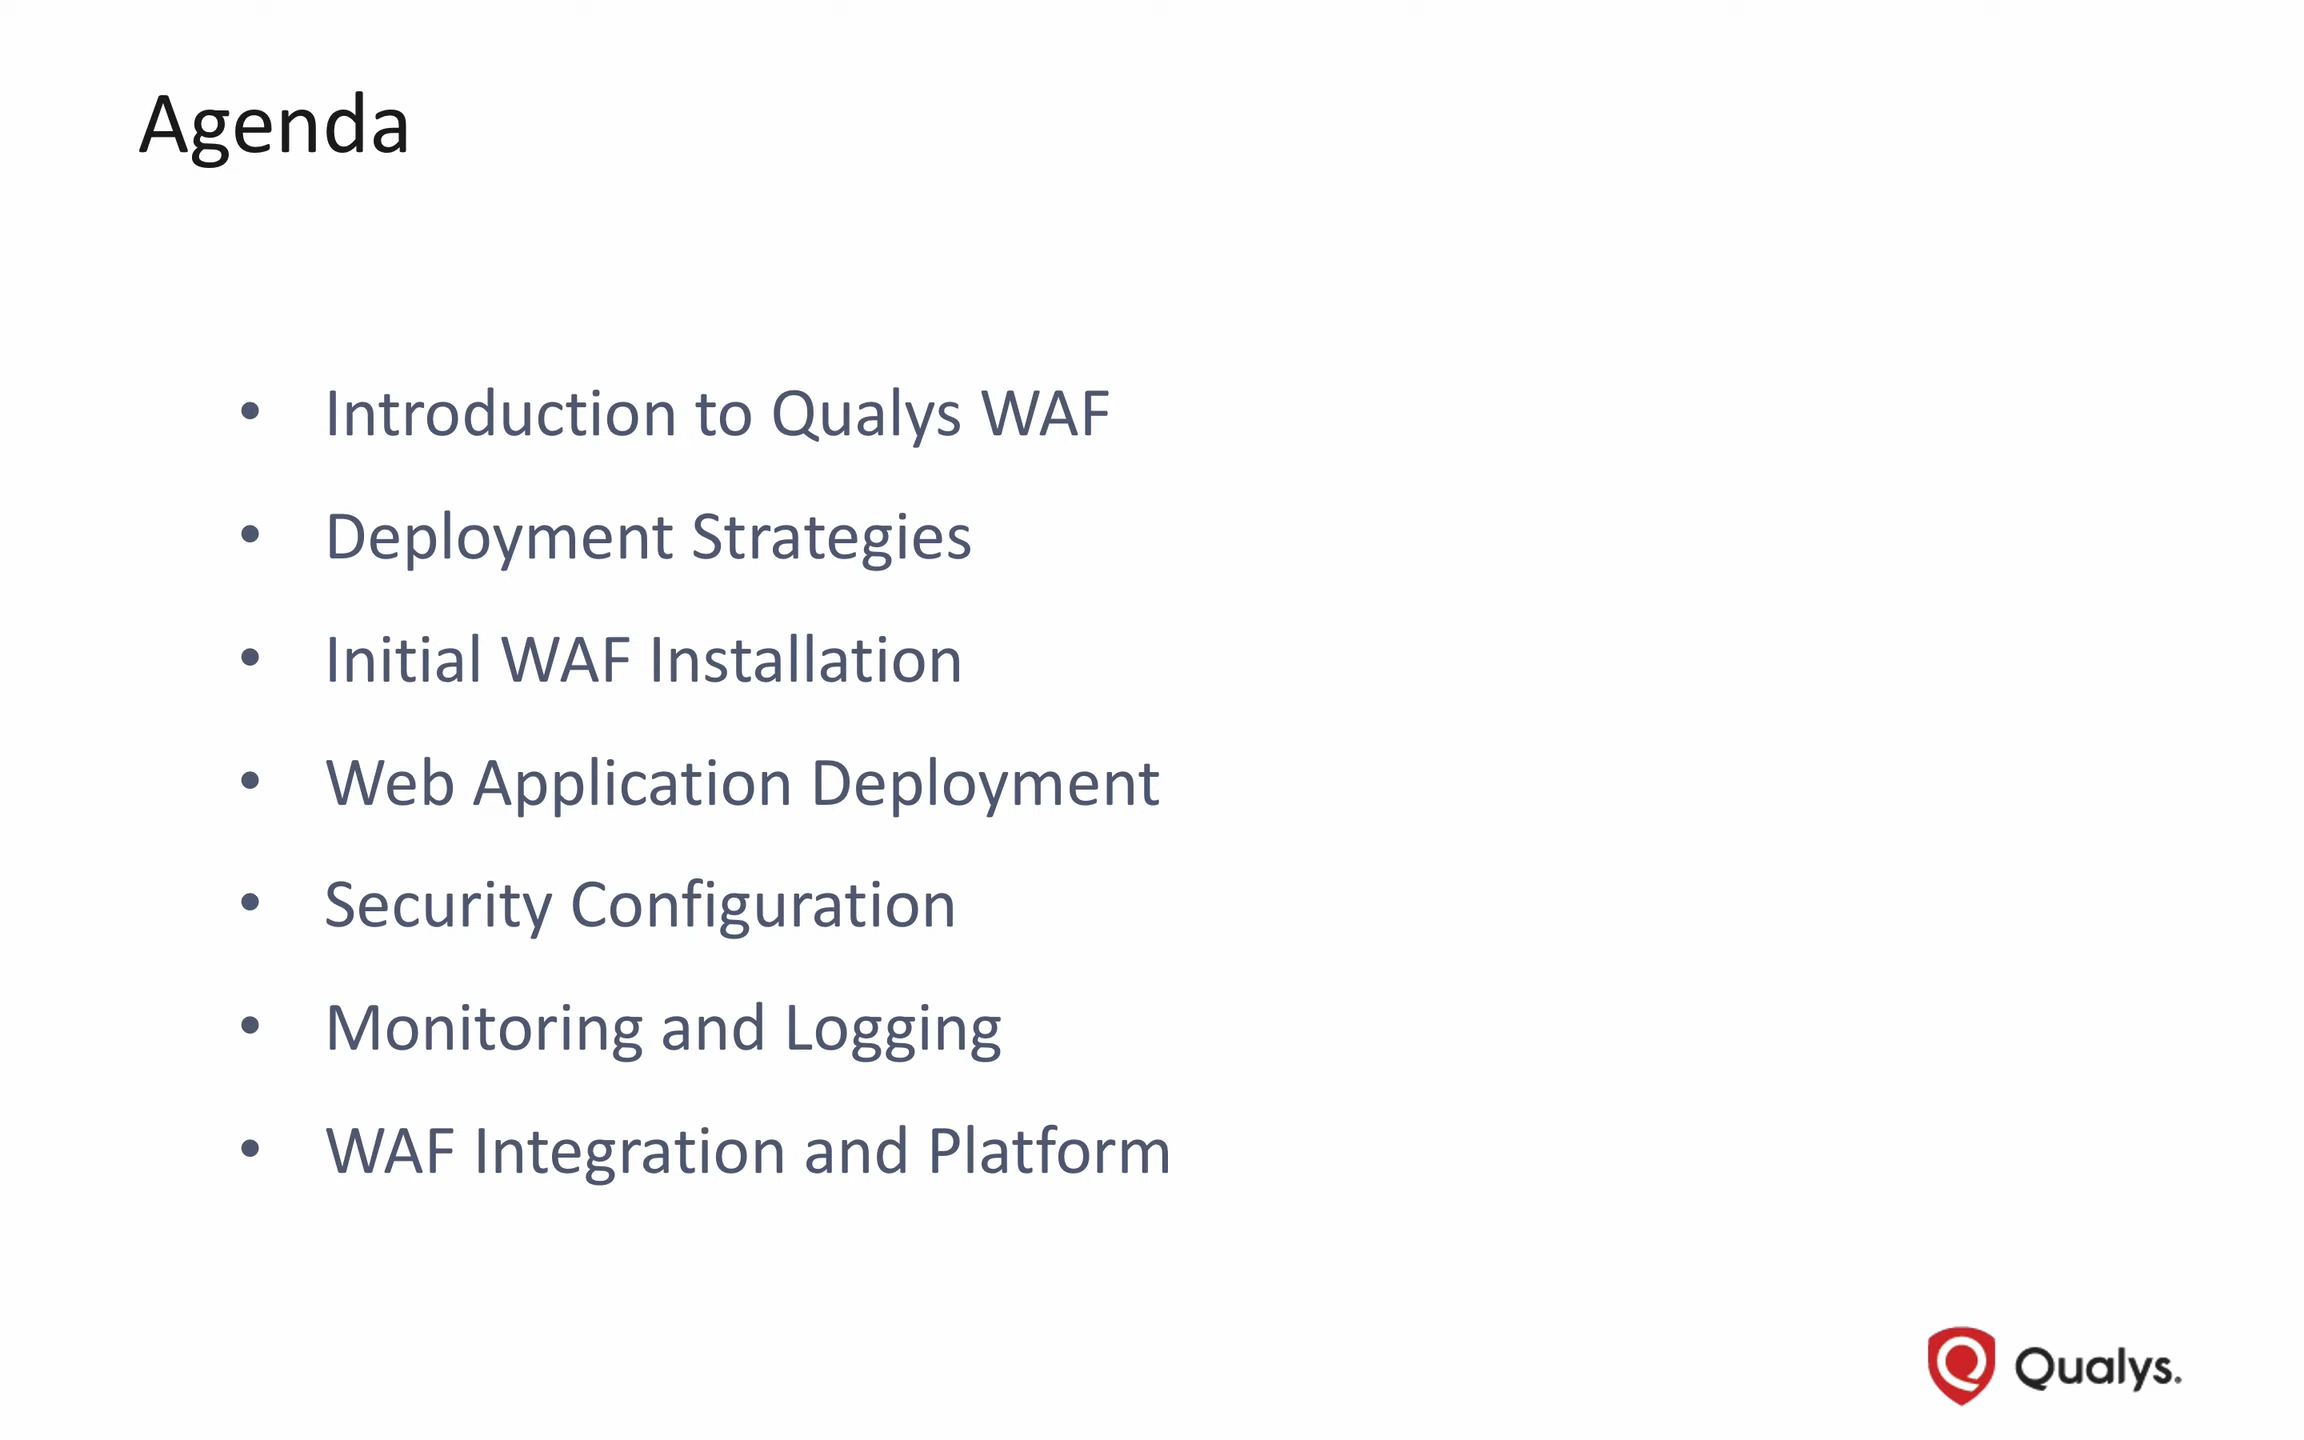 Agenda
• Introduction to Qualys WAF
• Deployment Strategies
• Initial WAF Installation
• Web Application Deployment
• Security Configuration
• Monitoring and Logging
• WAF Integration and Platform
Qualys.